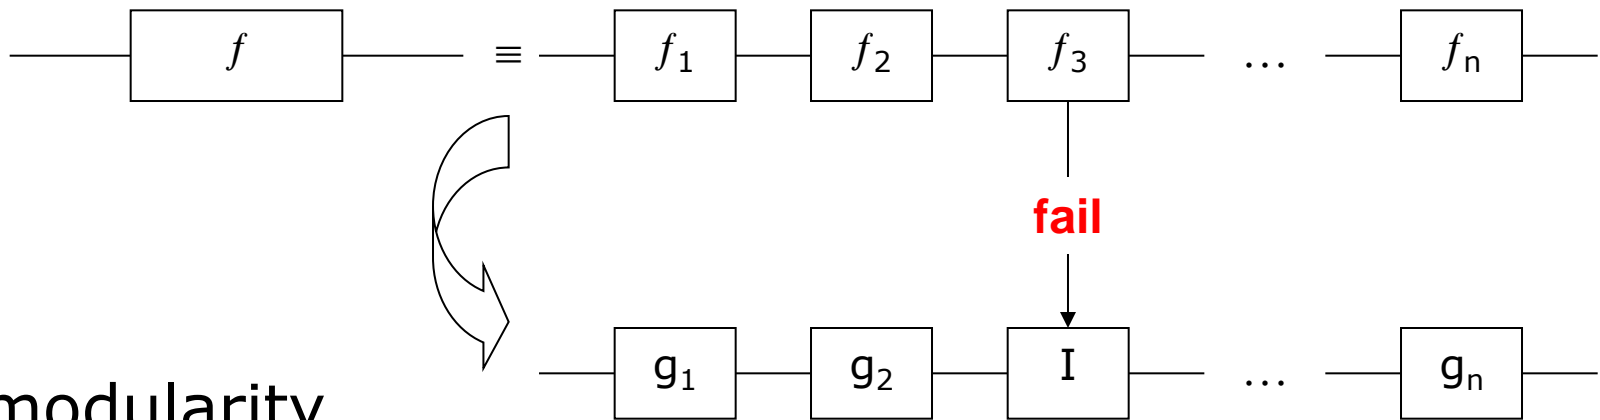 f ≡ f₁ f₂ f₃ … fₙ
fail
g₁ g₂ I … gₙ
modularity